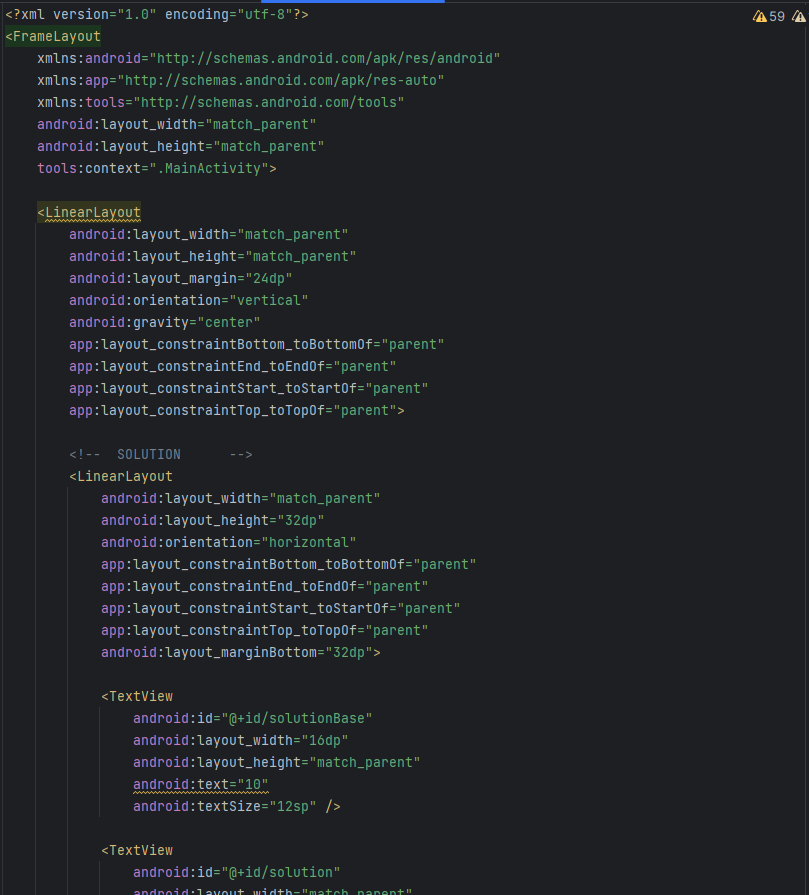 <?xml version="1.0" encoding="utf-8"?>
59
<FrameLayout
xmlns:android="http://schemas.android.com/apk/res/android"
xmlns:app="http://schemas.android.com/apk/res-auto"
xmlns:tools="http://schemas.android.com/tools"
android:layout_width="match_parent"
android:layout_height="match_parent"
tools:context=".MainActivity">
<LinearLayout
android:layout_width="match_parent"
android:layout_height="match_parent"
android:layout_margin="24dp"
android:orientation="vertical"
android:gravity="center"
app:layout_constraintBottom_toBottomOf="parent"
app:layout_constraintEnd_toEndOf="parent"
app:layout_constraintStart_toStartOf="parent"
app:layout_constraintTop_toTopOf="parent">
<!--  SOLUTION      -->
<LinearLayout
android:layout_width="match_parent"
android:layout_height="32dp"
android:orientation="horizontal"
app:layout_constraintBottom_toBottomOf="parent"
app:layout_constraintEnd_toEndOf="parent"
app:layout_constraintStart_toStartOf="parent"
app:layout_constraintTop_toTopOf="parent"
android:layout_marginBottom="32dp">
<TextView
android:id="@+id/solutionBase"
android:layout_width="16dp"
android:layout_height="match_parent"
android:text="10"
android:textSize="12sp" />
<TextView
android:id="@+id/solution"
android:layout_width="match_parent"